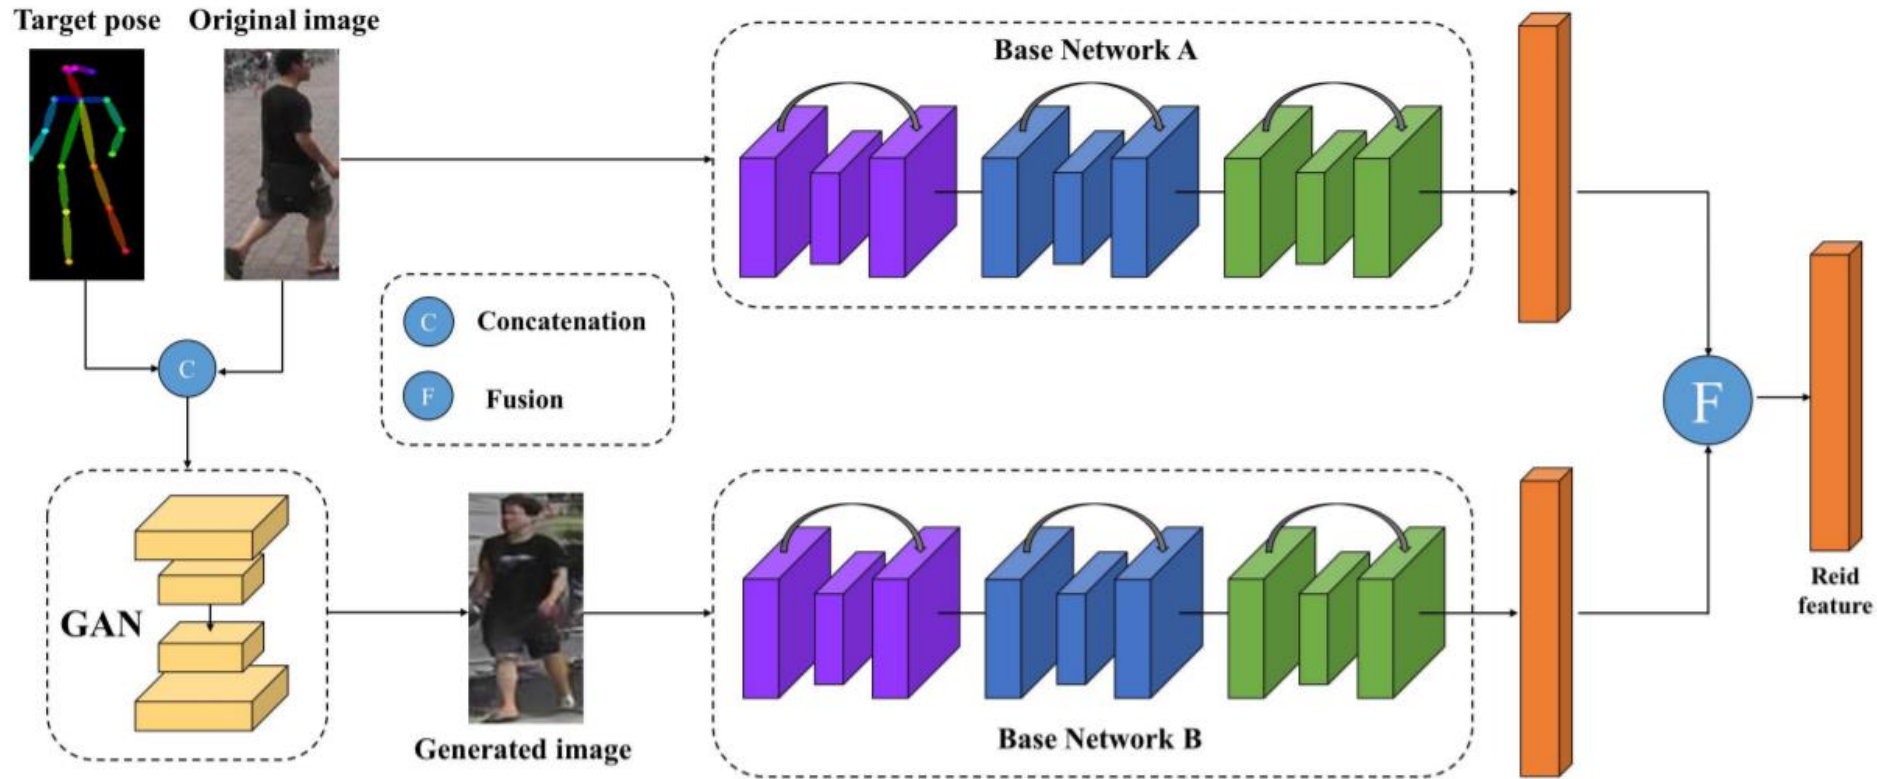 Target pose
Original image
Base Network A
C
Concatenation
F
Fusion
C
F
GAN
Generated image
Base Network B
Reid
feature